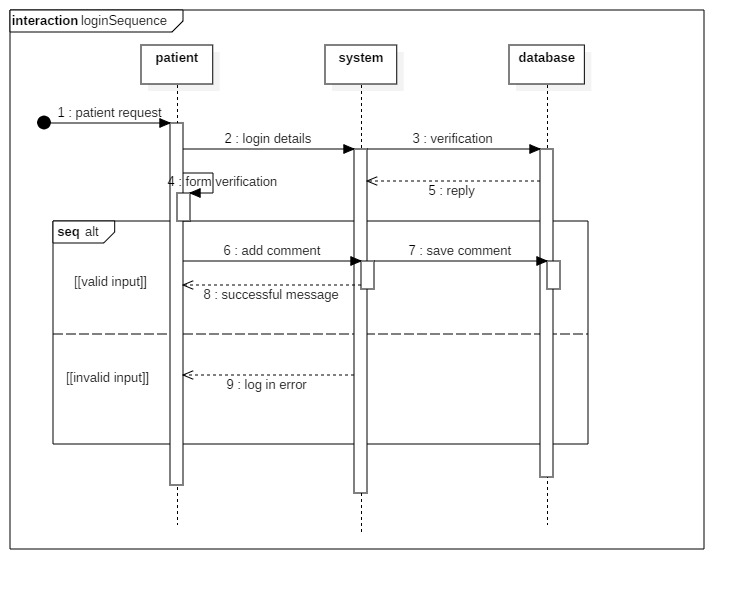 interaction loginSequence
patient
system
database
1 : patient request
2 : login details
3 : verification
4 : form verification
5 : reply
seq alt
6 : add comment
7 : save comment
[[valid input]]
8 : successful message
[[invalid input]]
9 : log in error